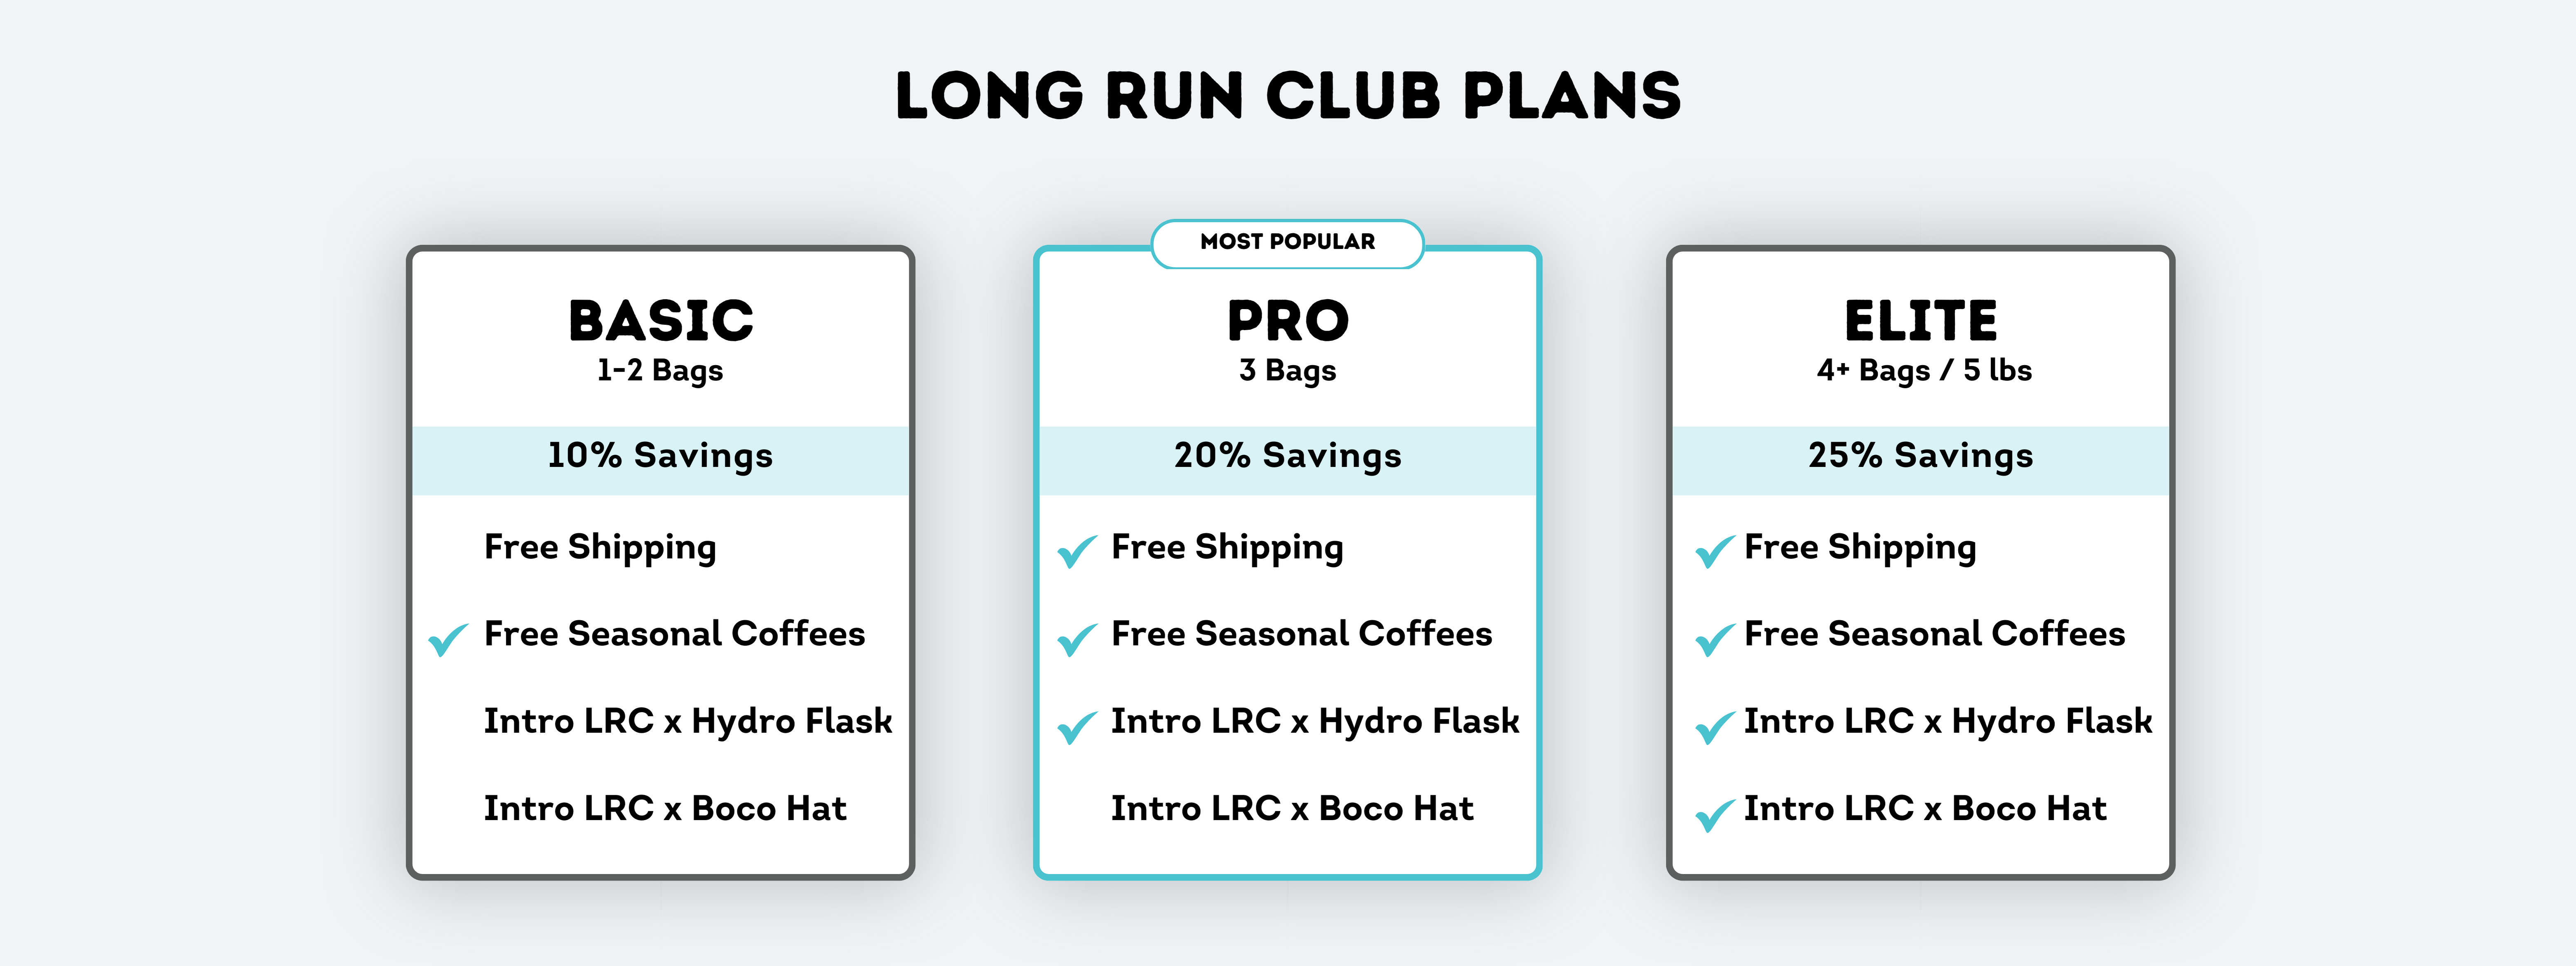 LONG RUN CLUB PLANS
BASIC
1-2 Bags
10% Savings
Free Shipping
Free Seasonal Coffees
Intro LRC x Hydro Flask
Intro LRC x Boco Hat
MOST POPULAR
PRO
3 Bags
20% Savings
Free Shipping
Free Seasonal Coffees
Intro LRC x Hydro Flask
Intro LRC x Boco Hat
ELITE
4+ Bags / 5 lbs
25% Savings
Free Shipping
Free Seasonal Coffees
Intro LRC x Hydro Flask
Intro LRC x Boco Hat